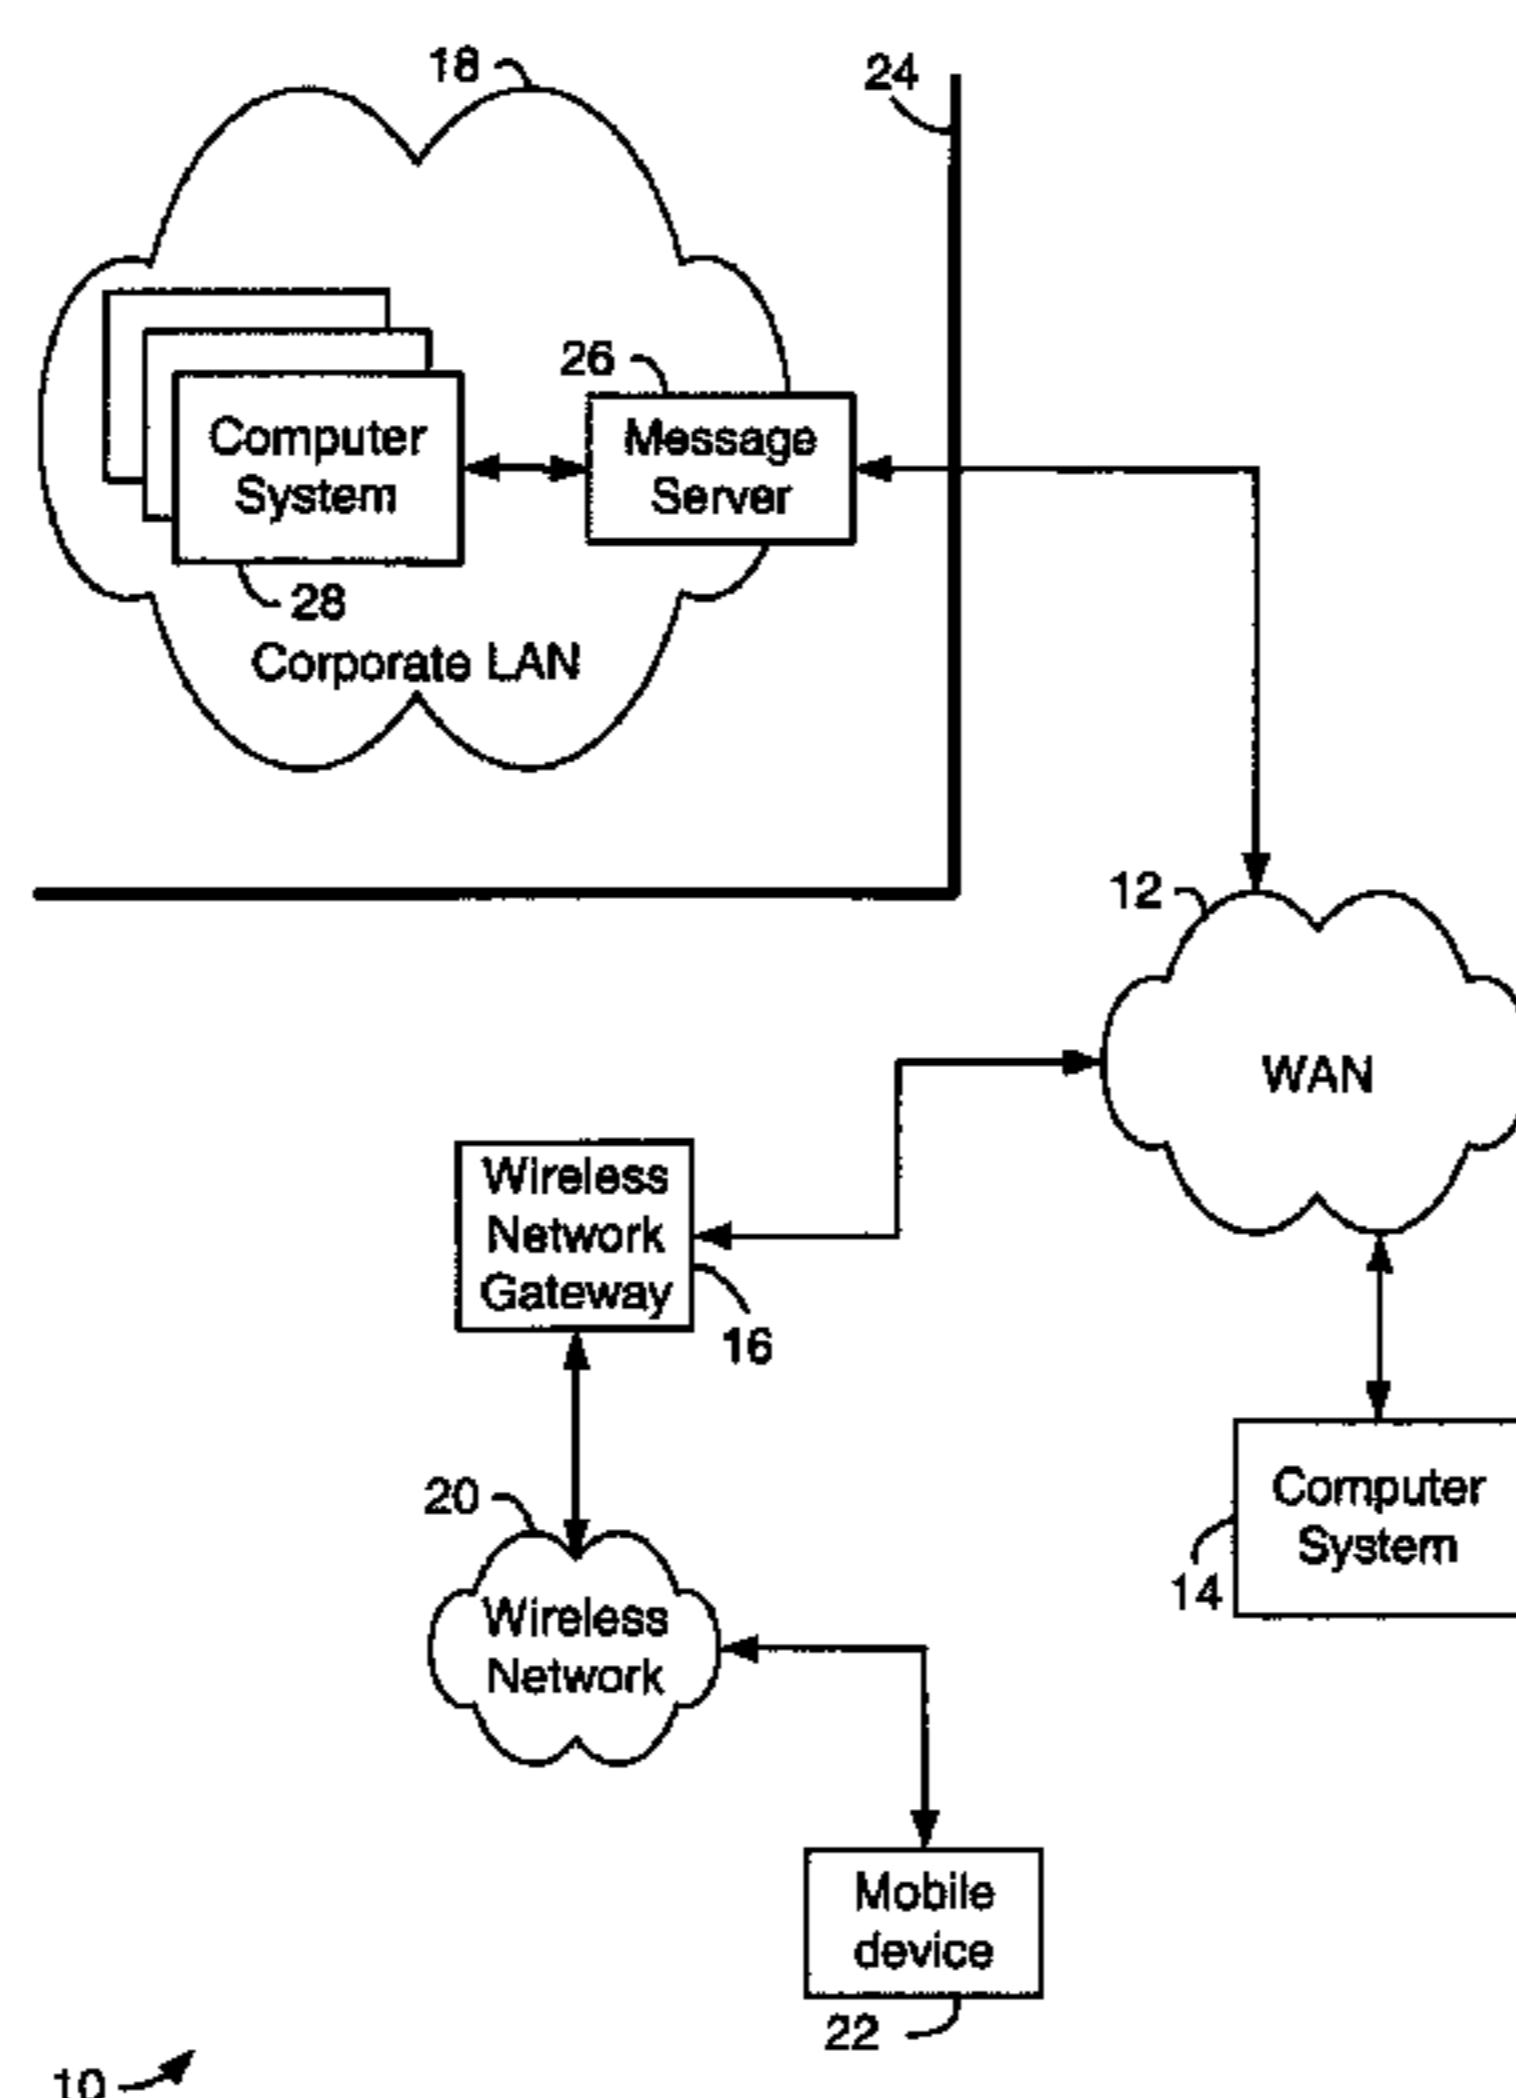 18
24
26
Computer
System
Message
Server
28
Corporate LAN
12
WAN
Wireless
Network
Gateway
16
20
Computer
System
14
Wireless
Network
Mobile
device
22
10